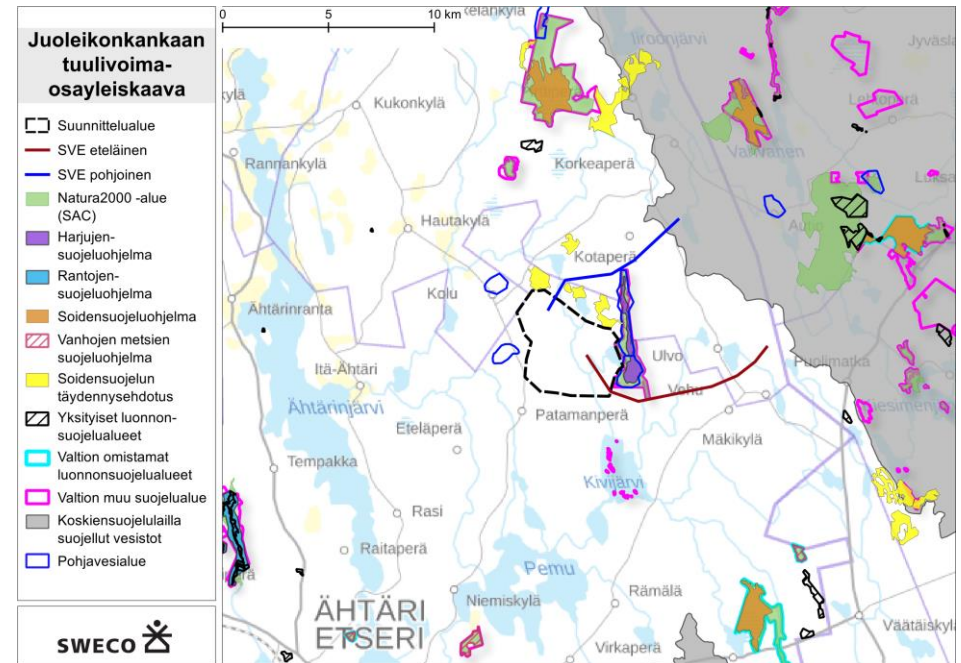 Juoleikonkankaan
tuulivoima-
osayleiskaava
Suunnittelualue
SVE eteläinen
SVE pohjoinen
Natura2000 -alue
(SAC)
Harjujen-
suojeluohjelma
Rantojen-
suojeluohjelma
Soidensuojeluohjelma
Vanhojen metsien
suojeluohjelma
Soidensuojelun
täydennysehdotus
Yksityiset luonnon-
suojelualueet
Valtion omistamat
luonnonsuojelualueet
Valtion muu suojelualue
Koskiensuojelulailla
suojellut vesistot
Pohjavesialue
SWECO
0 5 10 km
Kukonkylä
Rannankylä
Korkeaperä
Hautakylä
Kotaperä
Kolu
Ähtärinranta
Ulvo
Vehu
Itä-Ähtäri
Ähtärinjärvi
Patamanperä
Eteläperä
Mäkikylä
Tempakka
Kivijärvi
Rasi
Raitaperä
Pemu
Niemiskylä
Rämälä
ÄHTÄRI
ETSERI
Virkaperä
Väätäiskylä
Puolimatka